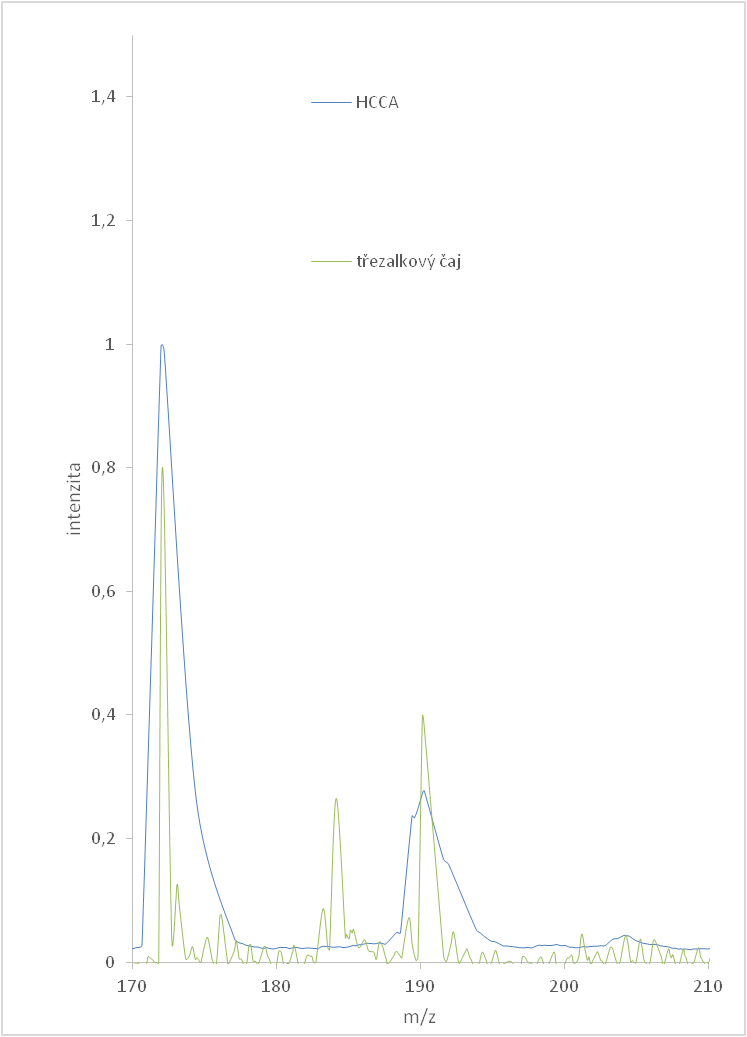 1,4
HCCA
1,2
třezalkový čaj
1
0,8
intenzita
0,6
0,4
0,2
0
170 180 190 200 210
m/z